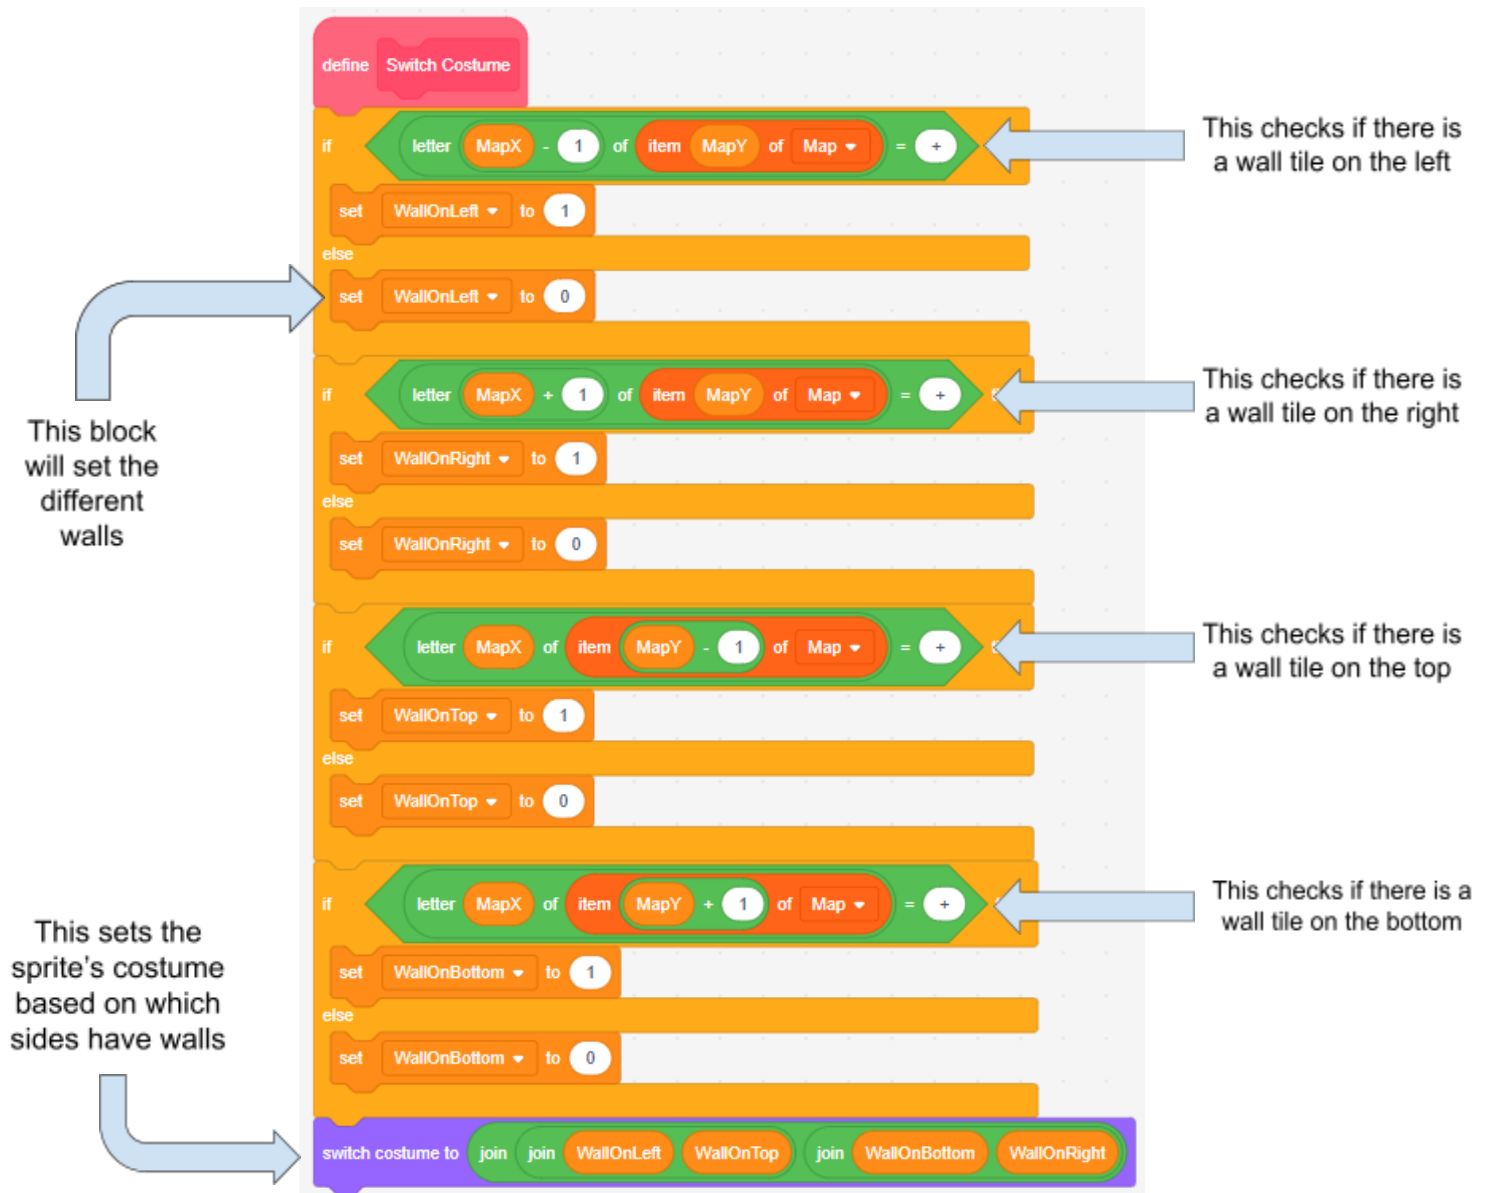 define Switch Costume
if letter MapX - 1 of item MapY of Map = +
This checks if there is
a wall tile on the left
set WallOnLeft to 1
else
set WallOnLeft to 0
This block
will set the
different
walls
if letter MapX + 1 of item MapY of Map = +
This checks if there is
a wall tile on the right
set WallOnRight to 1
else
set WallOnRight to 0
if letter MapX of item MapY - 1 of Map = +
This checks if there is
a wall tile on the top
set WallOnTop to 1
else
set WallOnTop to 0
if letter MapX of item MapY + 1 of Map = +
This checks if there is a
wall tile on the bottom
set WallOnBottom to 1
else
set WallOnBottom to 0
This sets the
sprite's costume
based on which
sides have walls
switch costume to join join WallOnLeft WallOnTop join WallOnBottom WallOnRight